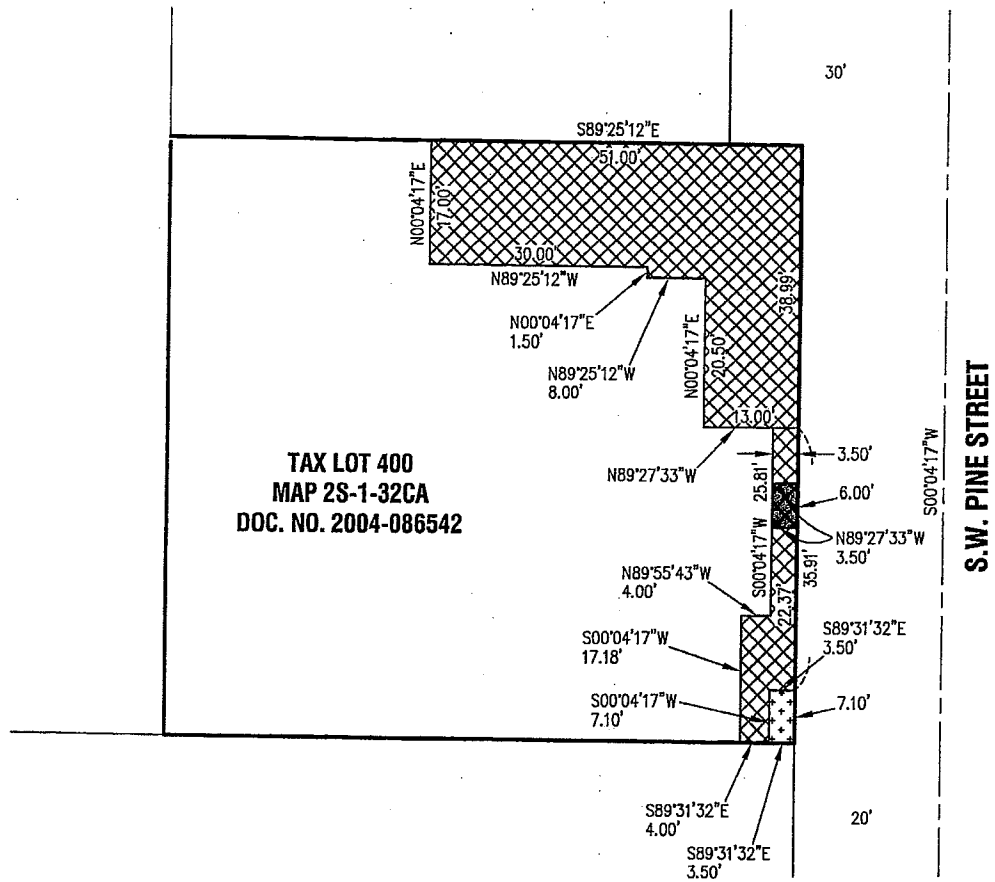 30'
S89°25'12"E
51.00'
N00°04'17"E
17.00'
30.00'
N89°25'12"W
38.99'
N00°04'17"E
1.50'
N00°04'17"E
20.50'
N89°25'12"W
8.00'
13.00'
N89°27'33"W
3.50'
TAX LOT 400
MAP 2S-1-32CA
DOC. NO. 2004-086542
25.81'
S00°04'17"W
6.00'
N89°27'33"W
3.50'
35.91'
S00°04'17"W
S.W. PINE STREET
N89°55'43"W
4.00'
22.37'
S00°04'17"W
17.18'
S89°31'32"E
3.50'
S00°04'17"W
7.10'
7.10'
S89°31'32"E
4.00'
S89°31'32"E
3.50'
20'